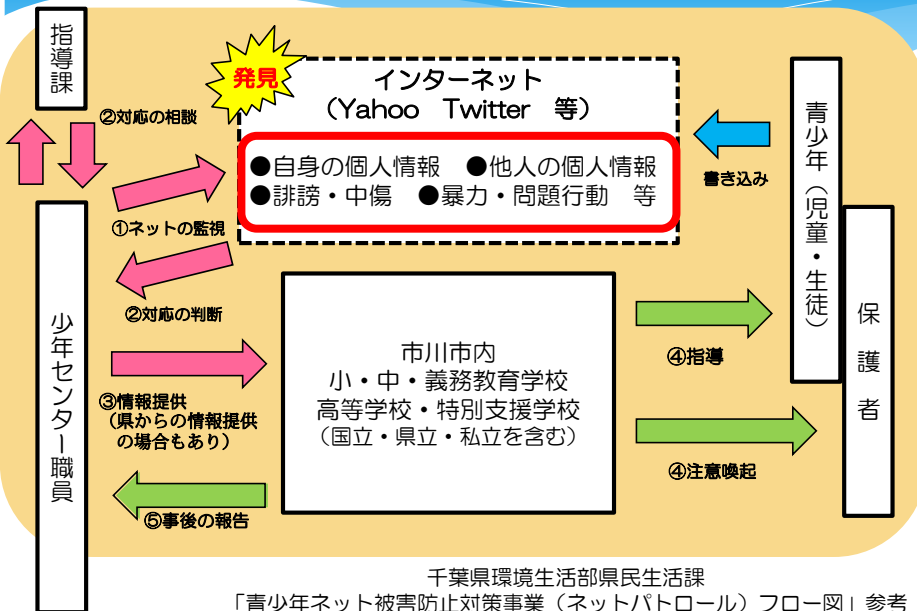 指導課
②対応の相談
発見
インターネット
（Yahoo　Twitter　等）
●自身の個人情報　●他人の個人情報
●誹謗・中傷　●暴力・問題行動　等
書き込み
青少年（児童・生徒）
保護者
①ネットの監視
②対応の判断
少年センター職員
③情報提供
（県からの情報提供
の場合もあり）
市川市内
小・中・義務教育学校
高等学校・特別支援学校
（国立・県立・私立を含む）
④指導
④注意喚起
⑤事後の報告
千葉県環境生活部県民生活課
「青少年ネット被害防止対策事業（ネットパトロール）フロー図」参考